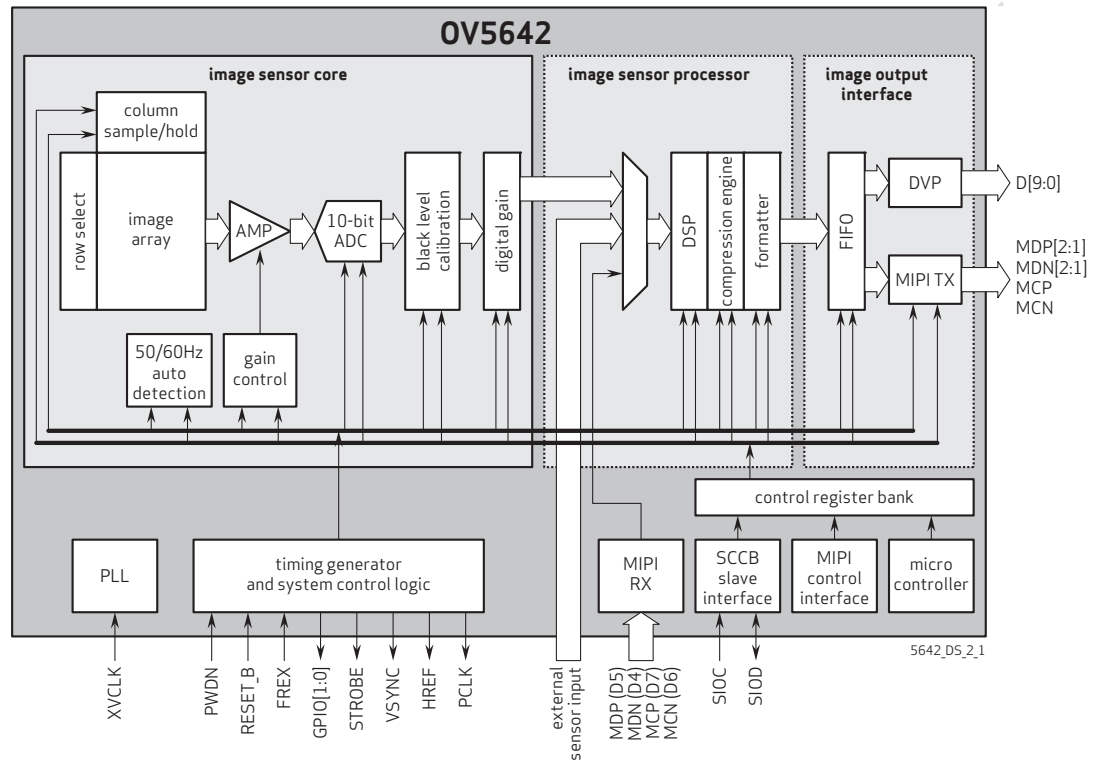 OV5642
image sensor core
image sensor processor
image output
interface
column
sample/hold
row select
image
array
AMP
10-bit
ADC
black level
calibration
digital gain
DSP
compression engine
formatter
FIFO
DVP
MIPI TX
D[9:0]
MDP[2:1]
MDN[2:1]
MCP
MCN
50/60Hz
auto
detection
gain
control
control register bank
PLL
timing generator
and system control logic
MIPI
RX
SCCB
slave
interface
MIPI
control
interface
micro
controller
5642_DS_2_1
XVCLK
PWDN
RESET_B
FREX
GPIO[1:0]
STROBE
VSYNC
HREF
PCLK
external
sensor input
MDP (D5)
MDN (D4)
MCP (D7)
MCN (D6)
SIOC
SIOD